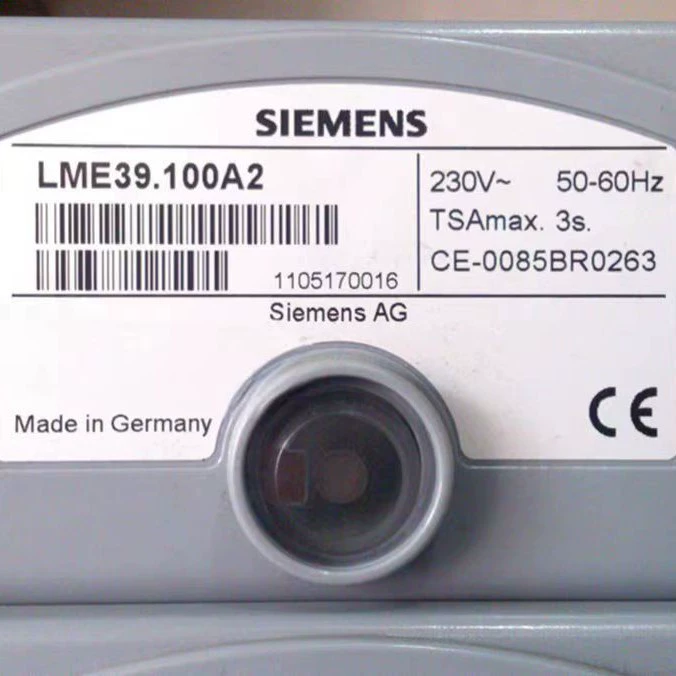 SIEMENS
LME39.100A2
230V~ 50-60Hz
TSAmax. 3s.
CE-0085BR0263
1105170016
Siemens AG
Made in Germany
CE